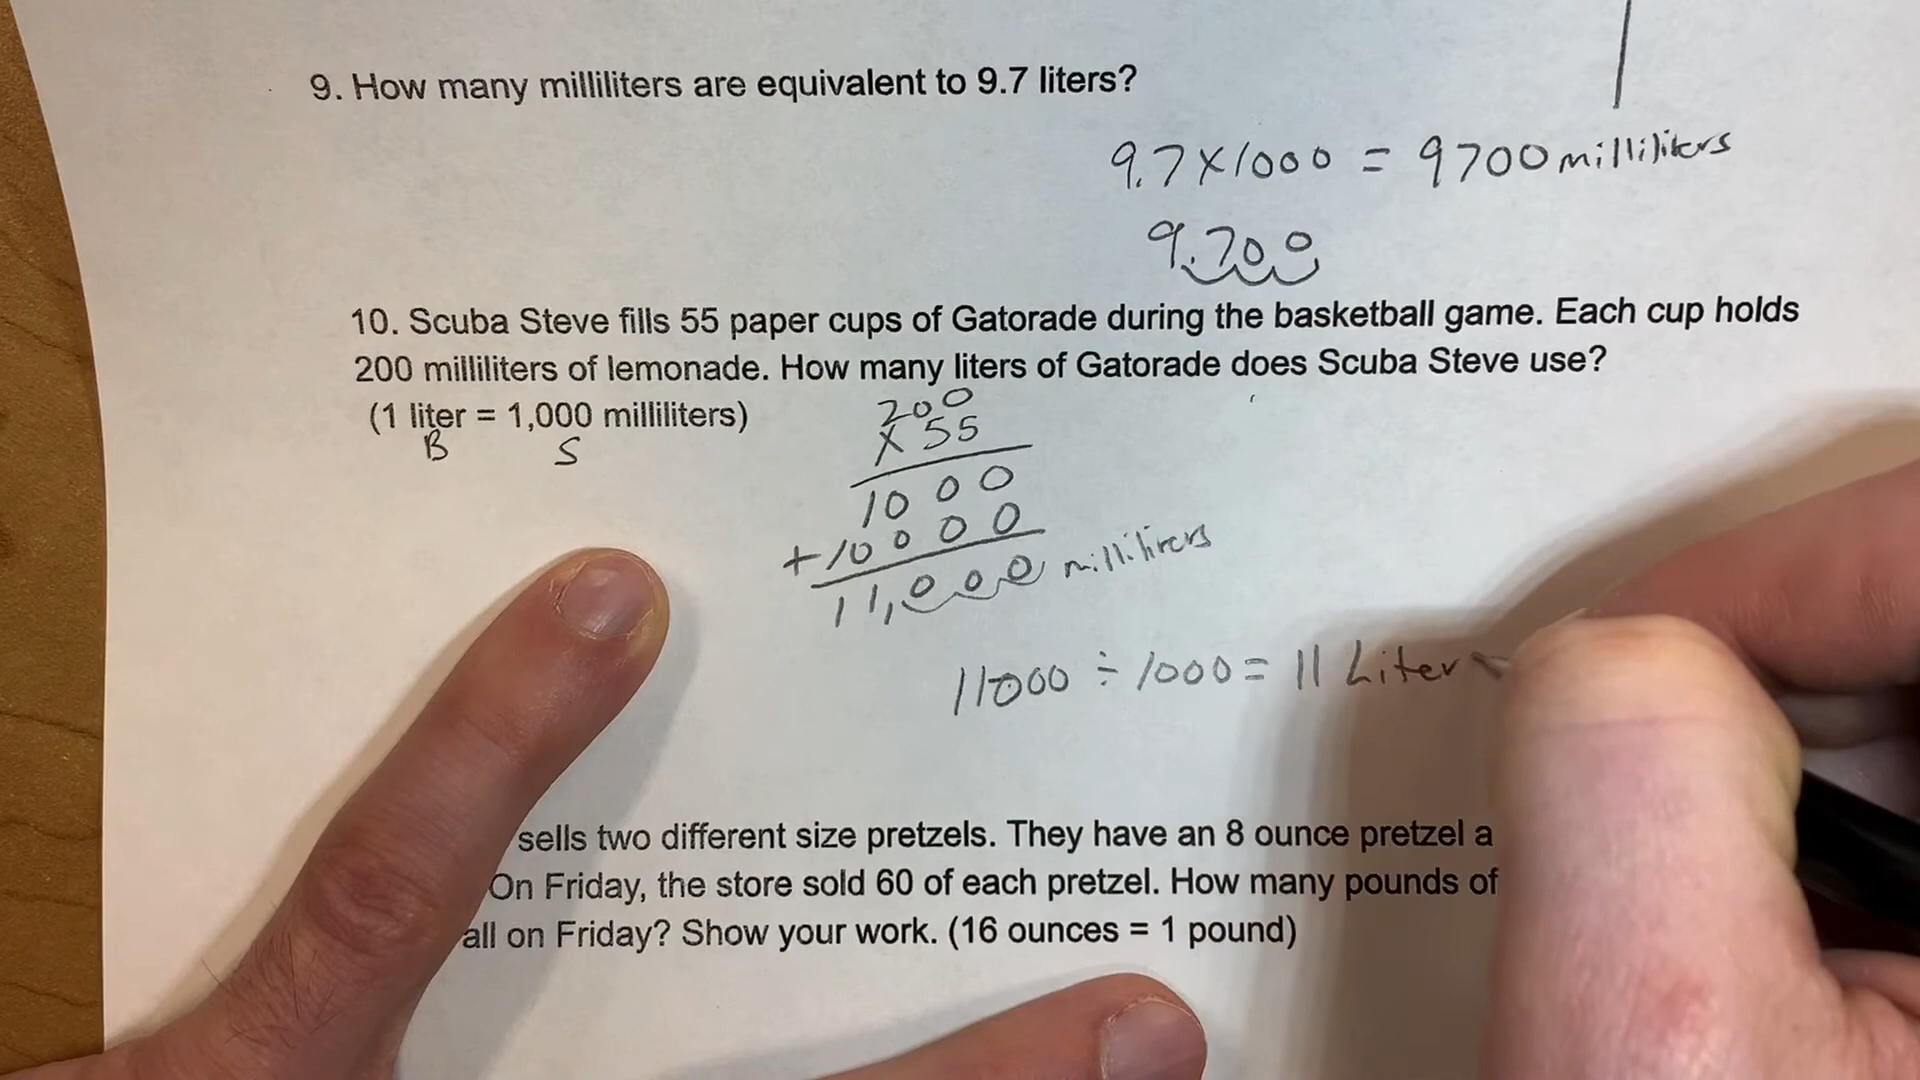 9. How many milliliters are equivalent to 9.7 liters?
9.7 x 1000 = 9700 milliliters
9.700
10. Scuba Steve fills 55 paper cups of Gatorade during the basketball game. Each cup holds
200 milliliters of lemonade. How many liters of Gatorade does Scuba Steve use?
(1 liter = 1,000 milliliters)
B S
200
x 55
1000
+ 10000
11,000 milliliters
11000 ÷ 1000 = 11 Liter
sells two different size pretzels. They have an 8 ounce pretzel a
On Friday, the store sold 60 of each pretzel. How many pounds of
all on Friday? Show your work. (16 ounces = 1 pound)